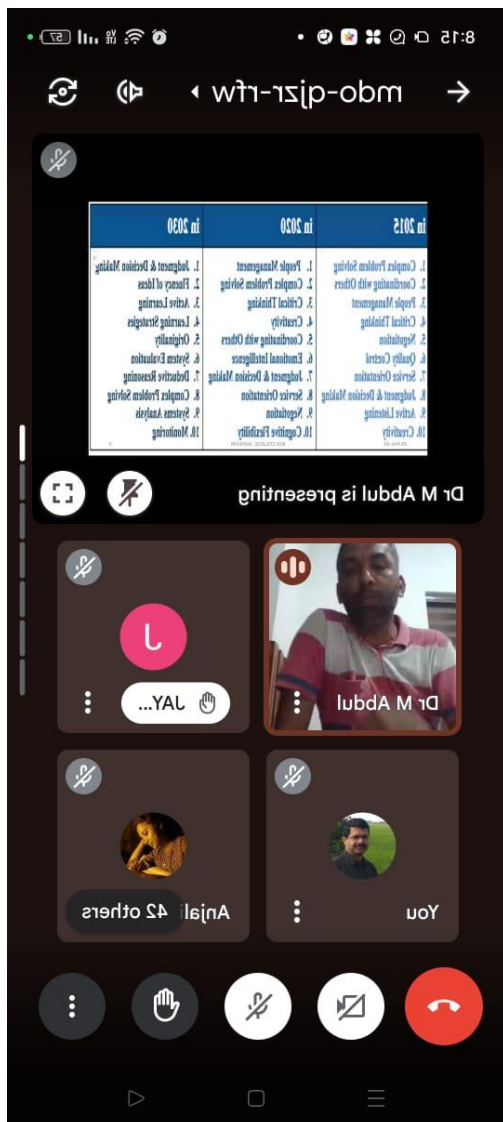 8:15
57
mdo-qjzr-rfw
in 2015
1. Complex Problem Solving
2. Coordinating with Others
3. People Management
4. Critical Thinking
5. Negotiation
6. Quality Control
7. Service Orientation
8. Judgment & Decision Making
9. Active Listening
10. Creativity
in 2020
1. People Management
2. Complex Problem Solving
3. Critical Thinking
4. Creativity
5. Coordinating with Others
6. Emotional Intelligence
7. Judgment & Decision Making
8. Service Orientation
9. Negotiation
10. Cognitive Flexibility
in 2030
1. Judgment & Decision Making
2. Fluency of Ideas
3. Active Learning
4. Learning Strategies
5. Originality
6. System Evaluation
7. Deductive Reasoning
8. Complex Problem Solving
9. Systems Analysis
10. Monitoring
Dr M Abdul is presenting
Dr M Abdul
J
JAY...
You
Anjali
42 others